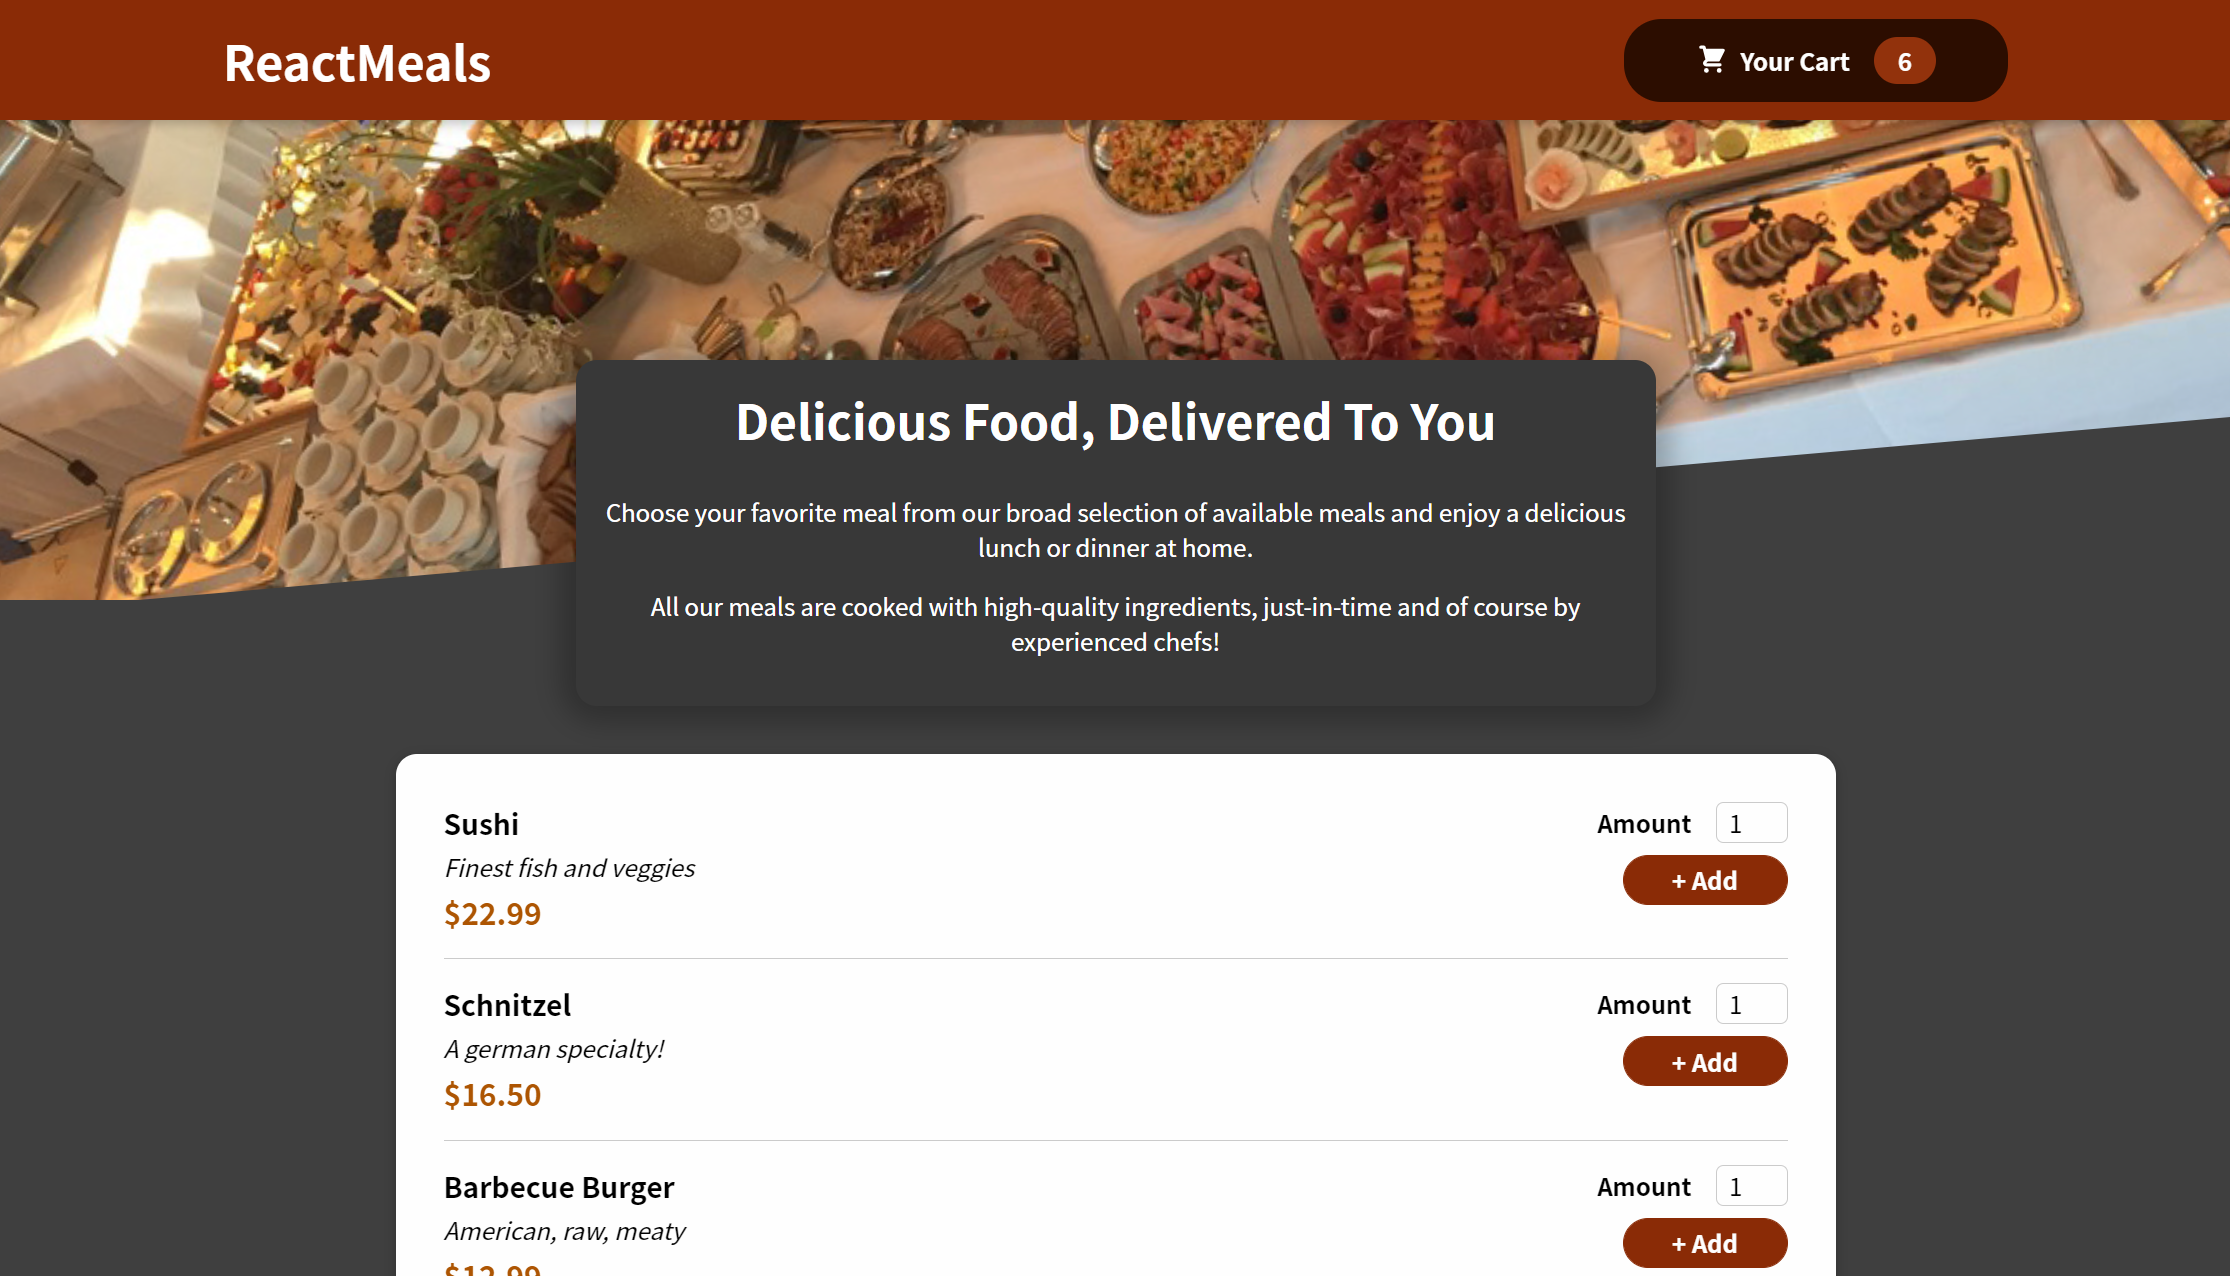 ReactMeals
Your Cart 6
Delicious Food, Delivered To You
Choose your favorite meal from our broad selection of available meals and enjoy a delicious
lunch or dinner at home.
All our meals are cooked with high-quality ingredients, just-in-time and of course by
experienced chefs!
Sushi
Amount 1
Finest fish and veggies
+ Add
$22.99
Schnitzel
Amount 1
A german specialty!
+ Add
$16.50
Barbecue Burger
Amount 1
American, raw, meaty
+ Add
$12.99